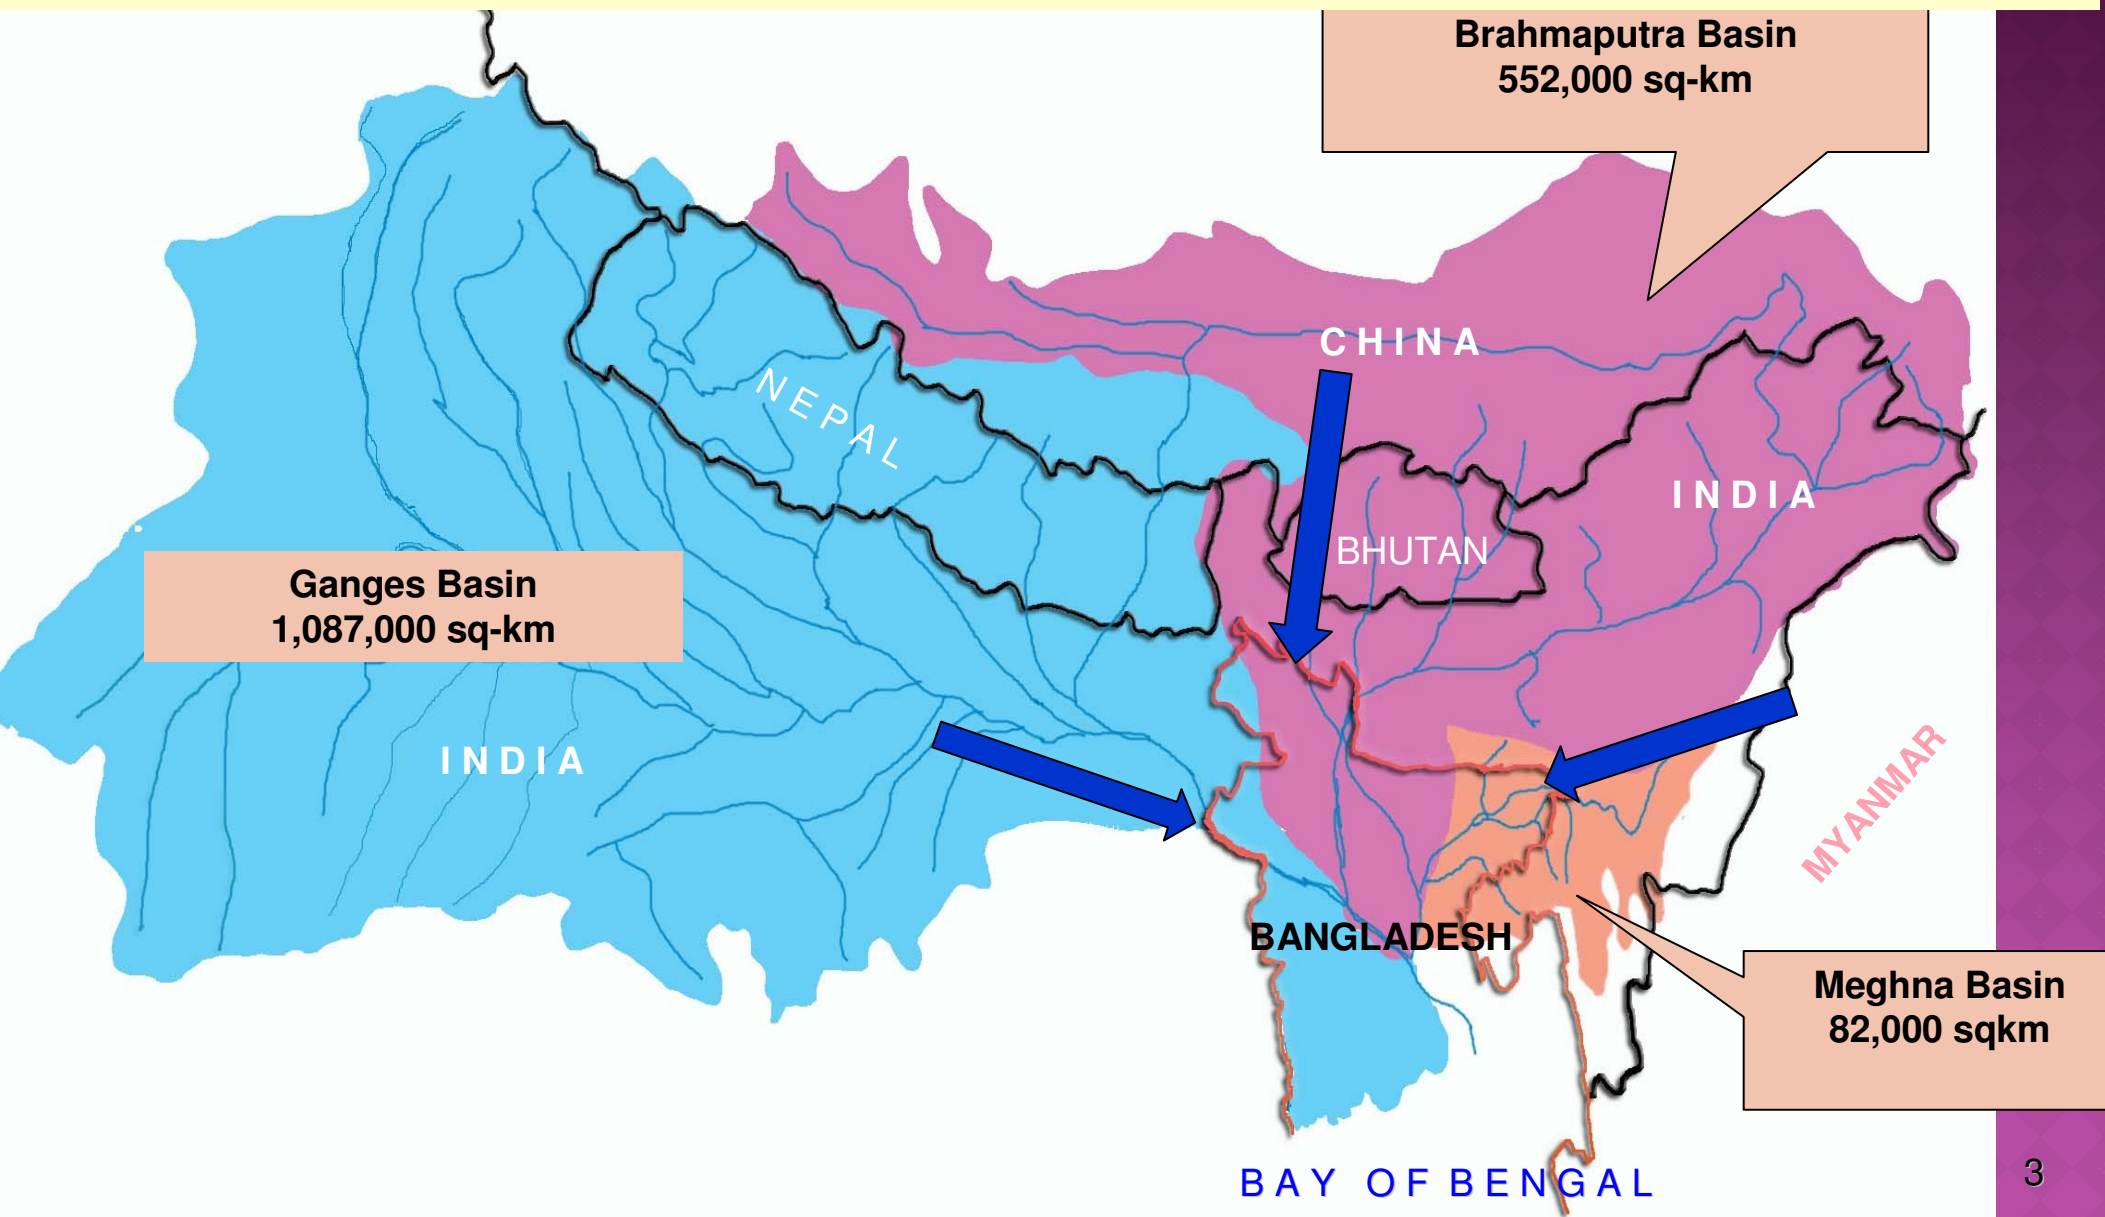 Brahmaputra Basin
552,000 sq-km
CHINA
NEPAL
INDIA
BHUTAN
Ganges Basin
1,087,000 sq-km
INDIA
MYANMAR
BANGLADESH
Meghna Basin
82,000 sqkm
BAY OF BENGAL
3